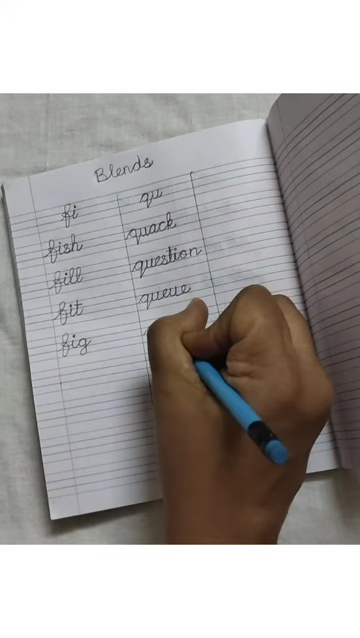 Blends
fi
fish
fill
fit
fig
qu
quack
question
queue